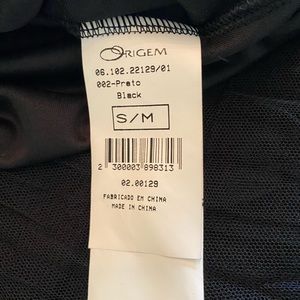 ORIGEM
06.102.22129/01
002-Preto
Black
S/M
2 300003 898313
02.00129
FABRICADO EM CHINA
MADE IN CHINA